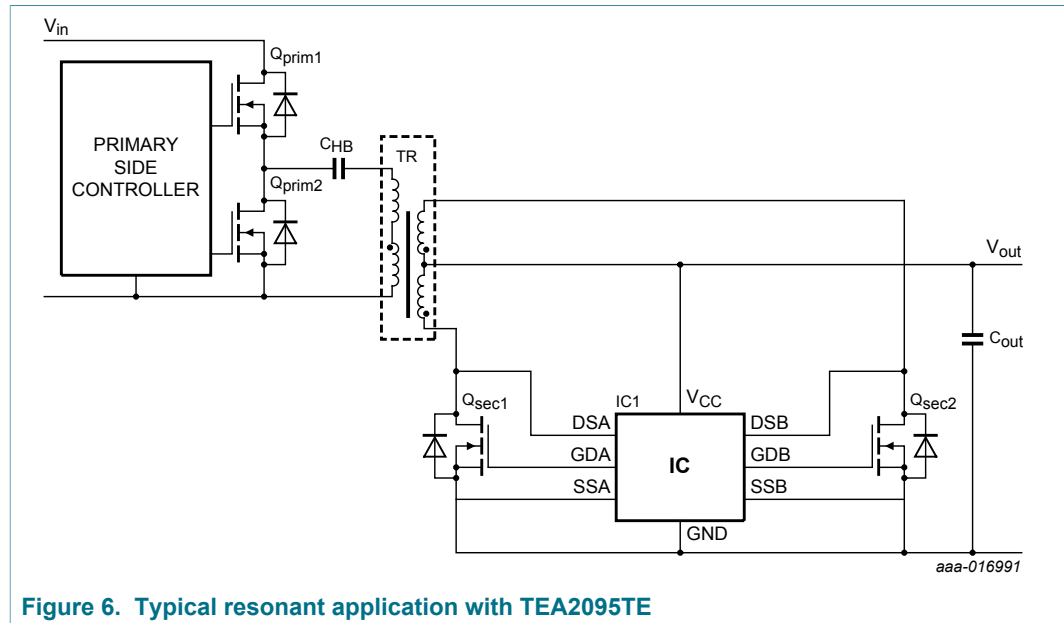 Vin
Qprim1
PRIMARY
SIDE
CONTROLLER
CHB
TR
Qprim2
Vout
Cout
Qsec1
IC1
VCC
Qsec2
DSA
DSB
GDA
IC
GDB
SSA
SSB
GND
aaa-016991
Figure 6. Typical resonant application with TEA2095TE